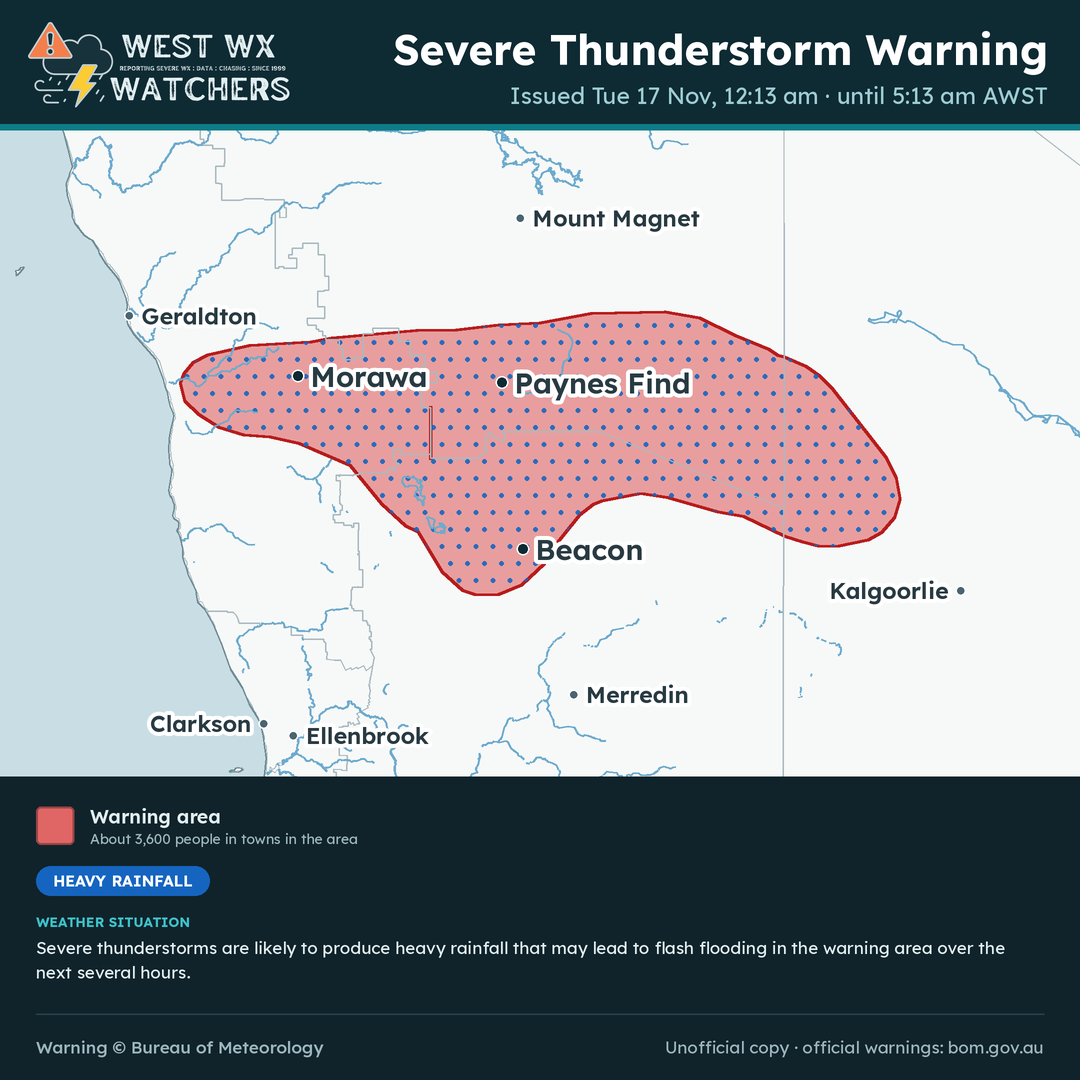 WEST WX
REPORTING SEVERE WX : DATA : CHASING : SINCE 1999
WATCHERS
Severe Thunderstorm Warning
Issued Tue 17 Nov, 12:13 am · until 5:13 am AWST
Mount Magnet
Geraldton
Morawa
Paynes Find
Beacon
Kalgoorlie
Merredin
Clarkson
Ellenbrook
Warning area
About 3,600 people in towns in the area
HEAVY RAINFALL
WEATHER SITUATION
Severe thunderstorms are likely to produce heavy rainfall that may lead to flash flooding in the warning area over the
next several hours.
Warning © Bureau of Meteorology
Unofficial copy · official warnings: bom.gov.au